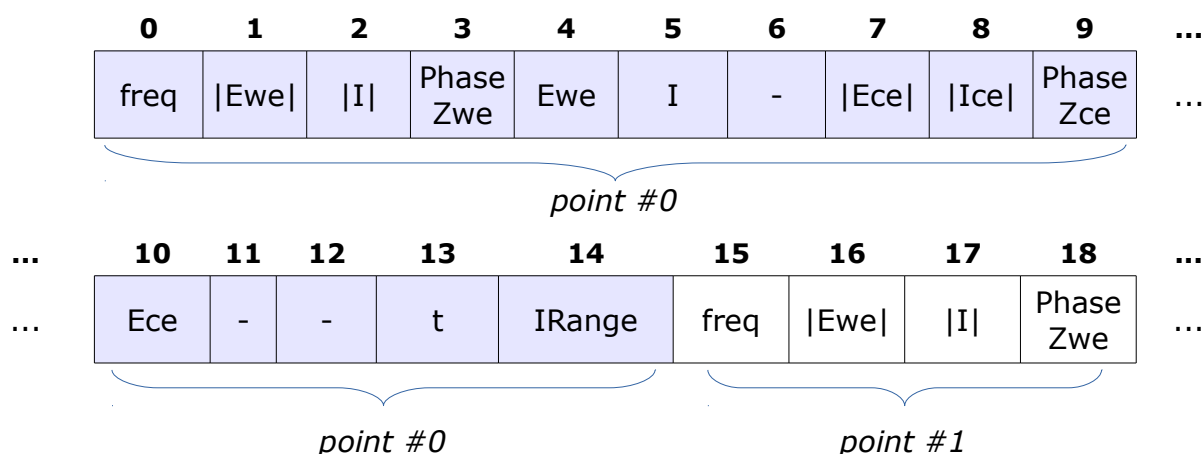 0 1 2 3 4 5 6 7 8 9 ...
freq |Ewe| |I| Phase Zwe Ewe I - |Ece| |Ice| Phase Zce ...
point #0
... 10 11 12 13 14 15 16 17 18 ...
... Ece - - t IRange freq |Ewe| |I| Phase Zwe ...
point #0 point #1